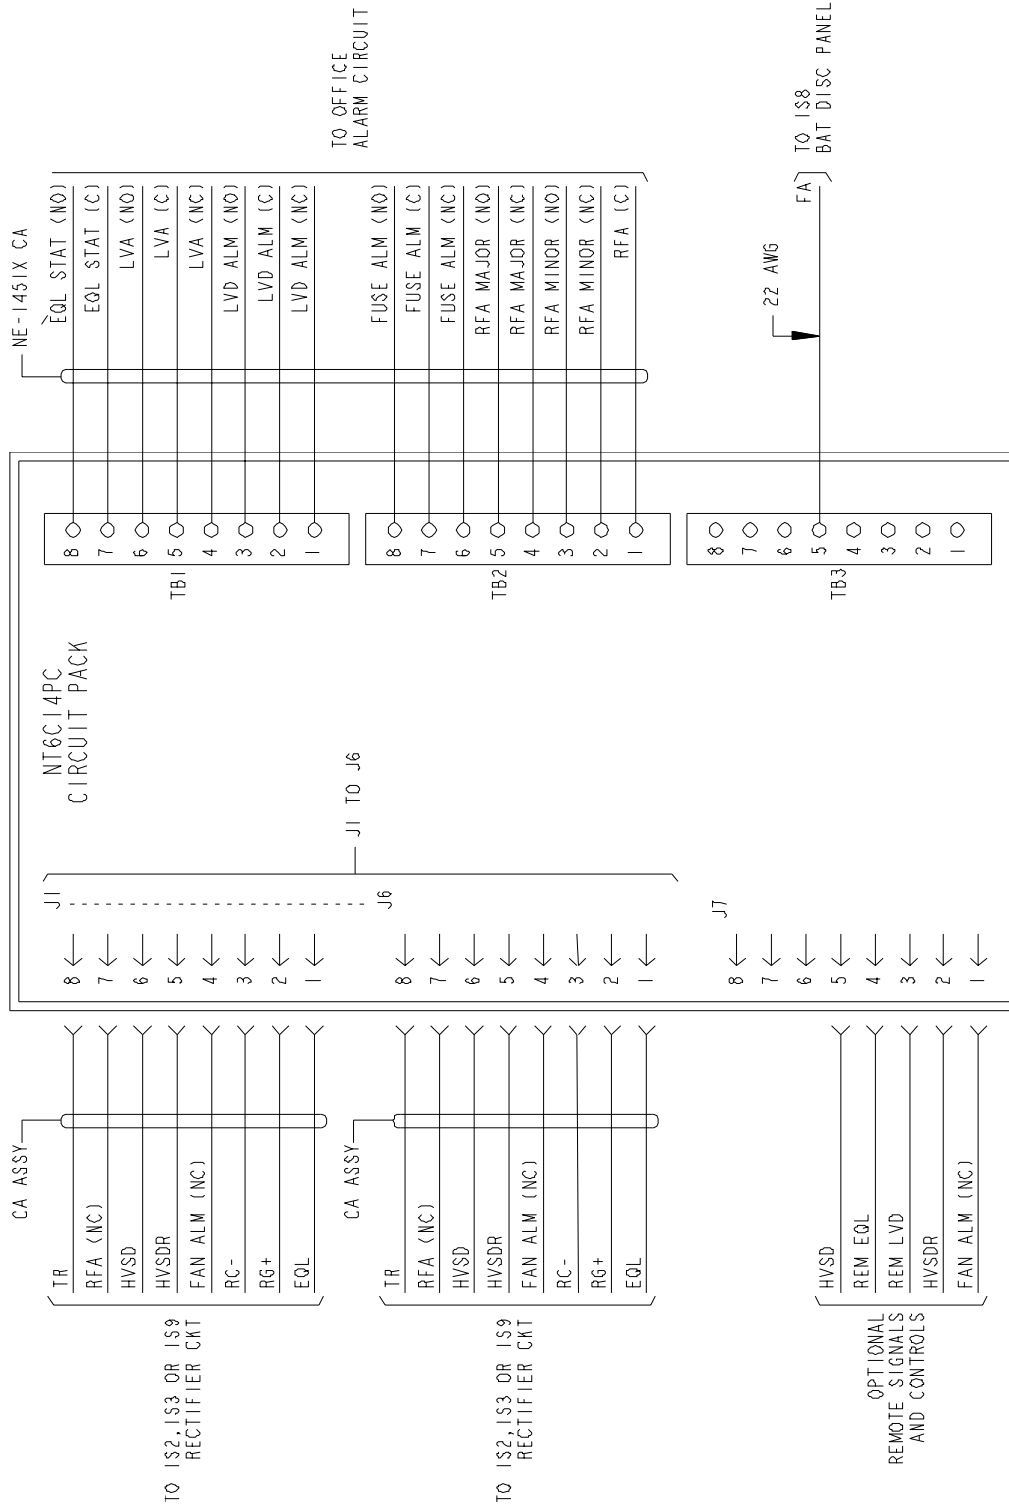 NE-1451X CA
EQL STAT (NO)
EQL STAT (C)
LVA (NO)
LVA (C)
LVA (NC)
LVD ALM (NO)
LVD ALM (C)
LVD ALM (NC)
FUSE ALM (NO)
FUSE ALM (C)
FUSE ALM (NC)
RFA MAJOR (NO)
RFA MAJOR (NC)
RFA MINOR (NO)
RFA MINOR (NC)
RFA (C)
TO OFFICE
ALARM CIRCUIT
22 AWG
FA
TO IS8
BAT DISC PANEL
8
7
6
5
4
3
2
1
TB1
8
7
6
5
4
3
2
1
TB2
8
7
6
5
4
3
2
1
TB3
NT6C14PC
CIRCUIT PACK
J1 TO J6
J1
J6
J7
8
7
6
5
4
3
2
1
8
7
6
5
4
3
2
1
8
7
6
5
4
3
2
1
CA ASSY
TR
RFA (NC)
HVSD
HVSDR
FAN ALM (NC)
RC-
RG+
EQL
TO IS2,IS3 OR IS9
RECTIFIER CKT
CA ASSY
TR
RFA (NC)
HVSD
HVSDR
FAN ALM (NC)
RC-
RG+
EQL
TO IS2,IS3 OR IS9
RECTIFIER CKT
HVSD
REM EQL
REM LVD
HVSDR
FAN ALM (NC)
OPTIONAL
REMOTE SIGNALS
AND CONTROLS